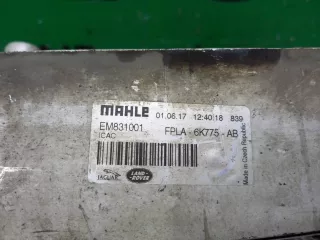 MAHLE 01.06.17 12:40:18 839
EM831001 FPLA - 6K775 - AB
ICAC
JAGUAR LAND-ROVER
Made in Czech Republic